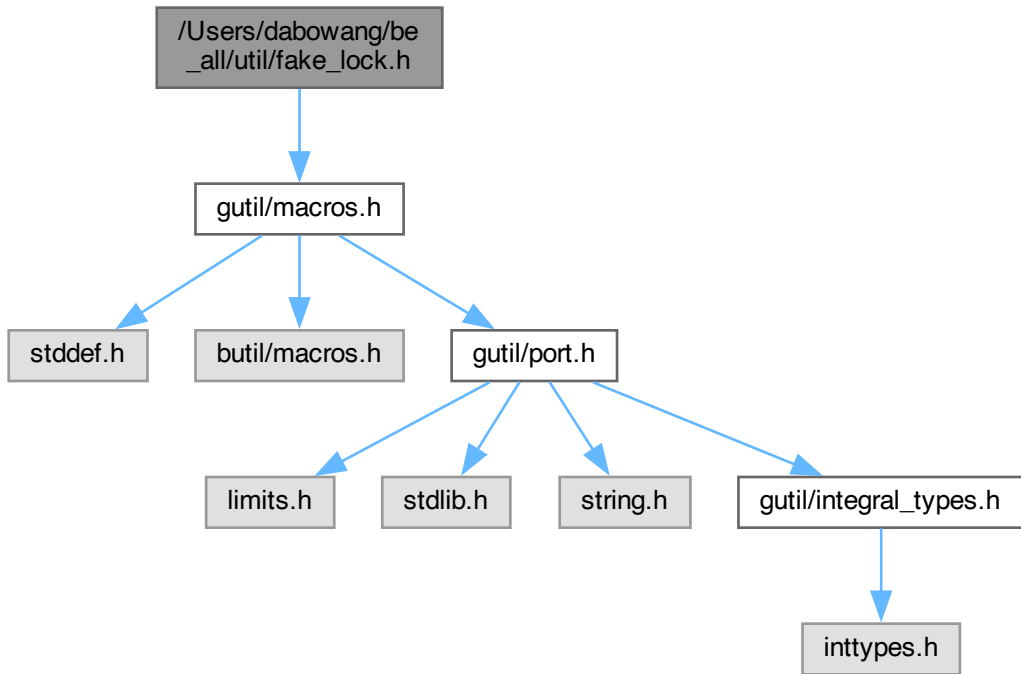 /Users/dabowang/be
_all/util/fake_lock.h
gutil/macros.h
stddef.h
butil/macros.h
gutil/port.h
limits.h
stdlib.h
string.h
gutil/integral_types.h
inttypes.h